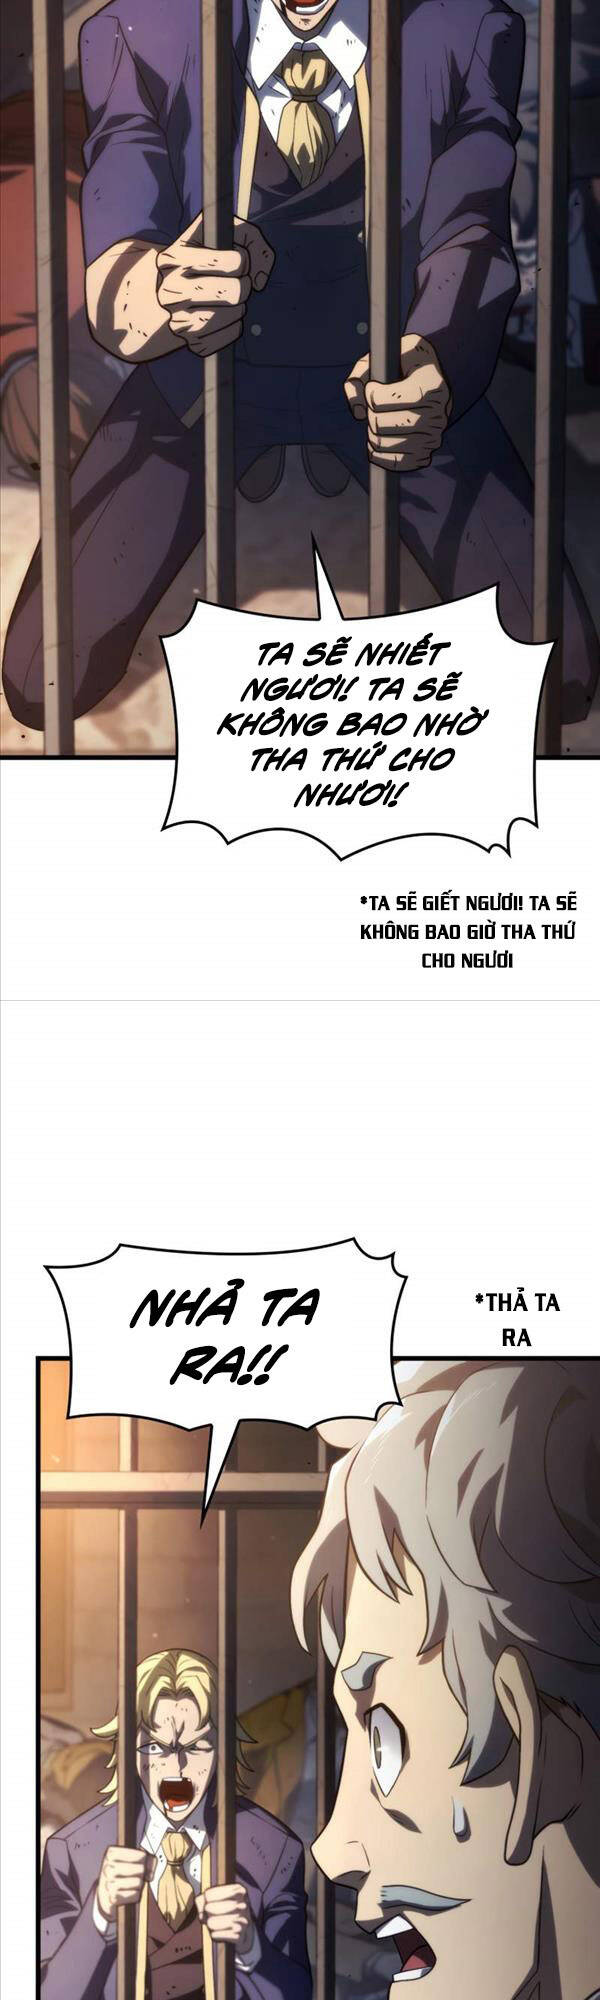 TA SẼ NHIẾT
NGƯƠI! TA SẼ
KHÔNG BAO NHỜ
THA THỨ CHO
NHƯƠI!
*TA SẼ GIẾT NGƯƠI! TA SẼ
KHÔNG BAO GIỜ THA THỨ
CHO NGƯƠI
NHẢ TA
RA!!
*THẢ TA
RA